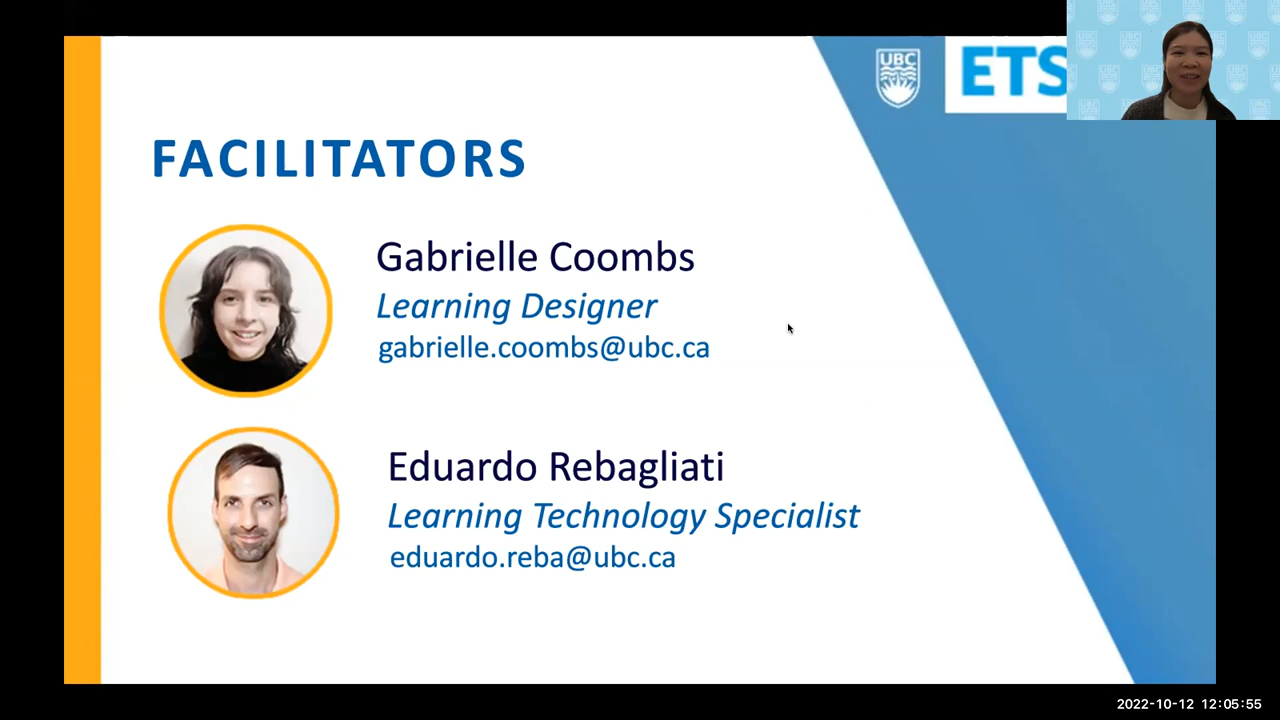 UBC
ETS
FACILITATORS
Gabrielle Coombs
Learning Designer
gabrielle.coombs@ubc.ca
Eduardo Rebagliati
Learning Technology Specialist
eduardo.reba@ubc.ca
2022-10-12 12:05:55